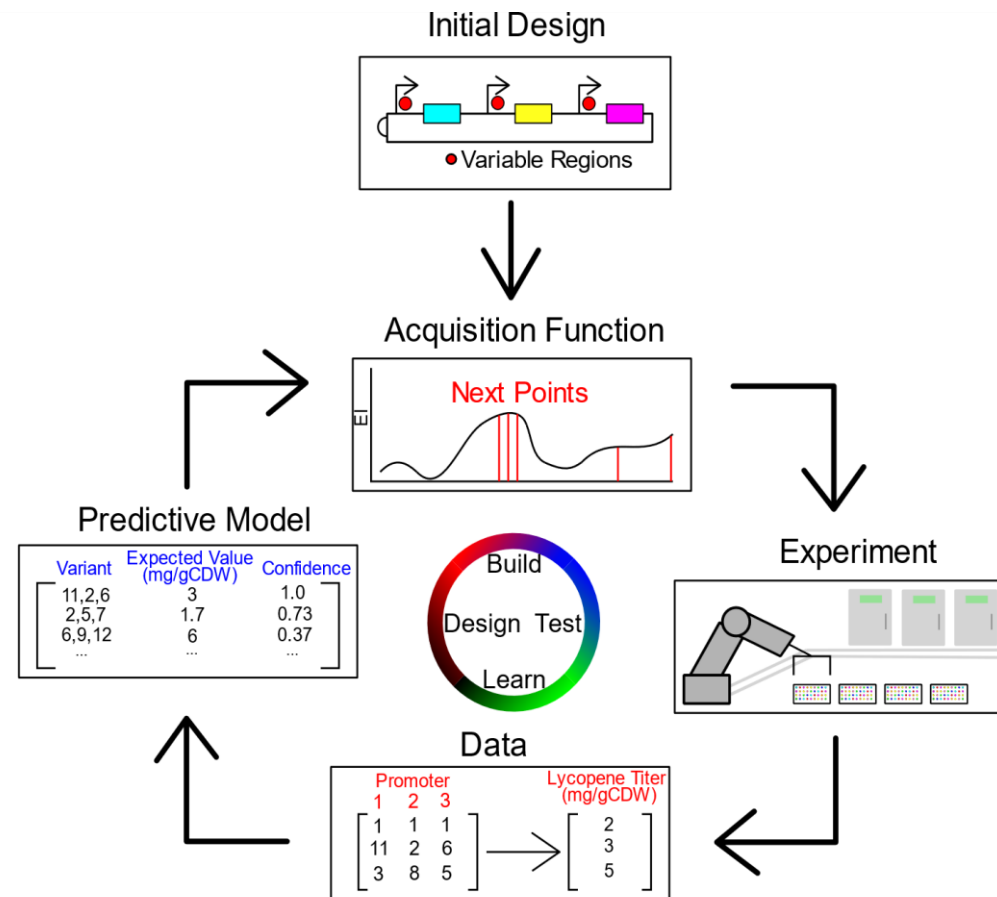 Initial Design
Variable Regions
Acquisition Function
Next Points
EI
Predictive Model
Variant Expected Value (mg/gCDW) Confidence
11,2,6 3 1.0
2,5,7 1.7 0.73
6,9,12 6 0.37
... ... ...
Build
Design Test
Learn
Experiment
Data
Promoter
1 2 3
1 1 1
11 2 6
3 8 5
Lycopene Titer
(mg/gCDW)
2
3
5